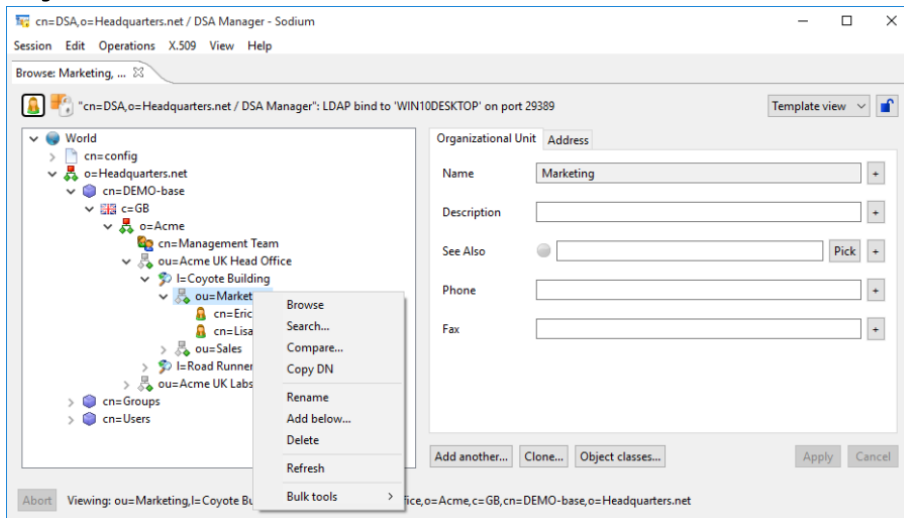 cn=DSA,o=Headquarters.net / DSA Manager - Sodium
Session Edit Operations X.509 View Help
Browse: Marketing, ...
"cn=DSA,o=Headquarters.net / DSA Manager": LDAP bind to 'WIN10DESKTOP' on port 29389
Template view
World
cn=config
o=Headquarters.net
cn=DEMO-base
c=GB
o=Acme
cn=Management Team
ou=Acme UK Head Office
l=Coyote Building
ou=Market
cn=Eric
cn=Lisa
ou=Sales
l=Road Runner
ou=Acme UK Labs
cn=Groups
cn=Users
Browse
Search...
Compare...
Copy DN
Rename
Add below...
Delete
Refresh
Bulk tools
Organizational Unit Address
Name Marketing +
Description +
See Also Pick +
Phone +
Fax +
Add another... Clone... Object classes... Apply Cancel
Abort Viewing: ou=Marketing,l=Coyote Bu ice,o=Acme,c=GB,cn=DEMO-base,o=Headquarters.net